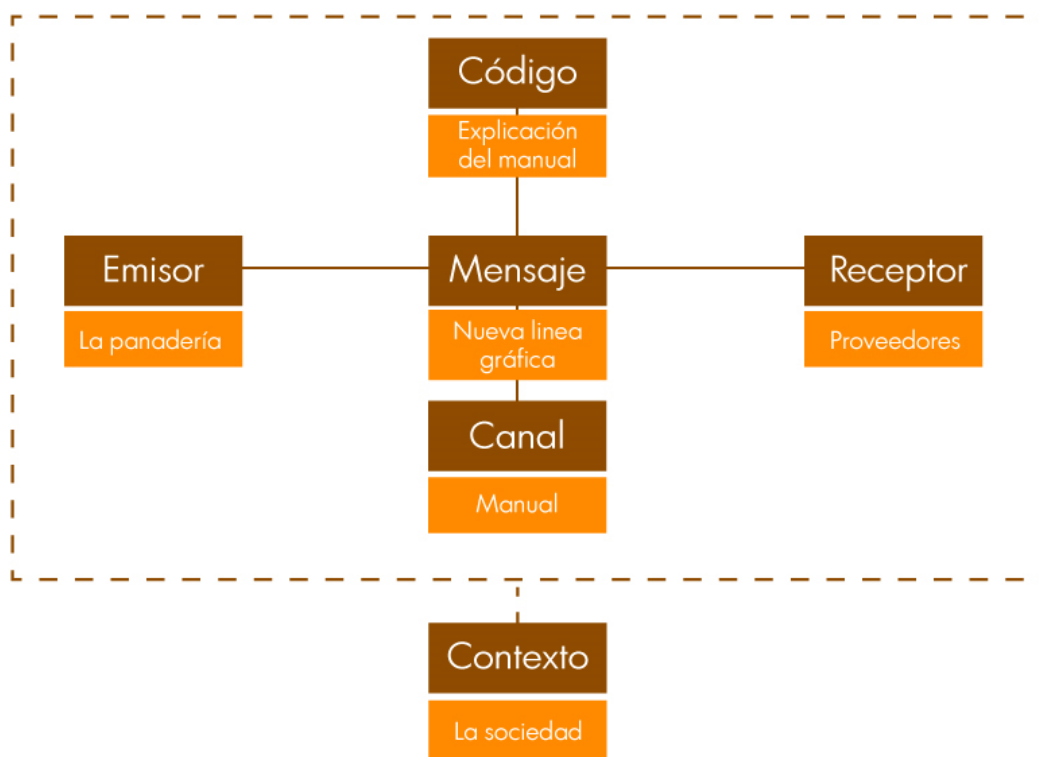 Código
Explicación
del manual
Emisor
La panadería
Mensaje
Nueva linea
gráfica
Receptor
Proveedores
Canal
Manual
Contexto
La sociedad